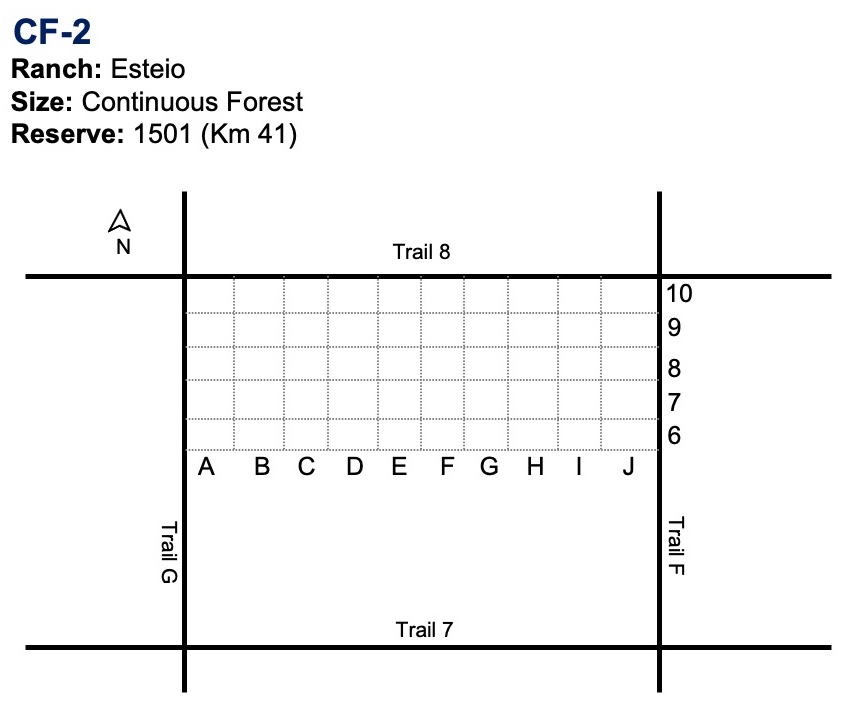 CF-2
Ranch: Esteio
Size: Continuous Forest
Reserve: 1501 (Km 41)
N
Trail 8
10
9
8
7
6
A B C D E F G H I J
Trail G
Trail F
Trail 7